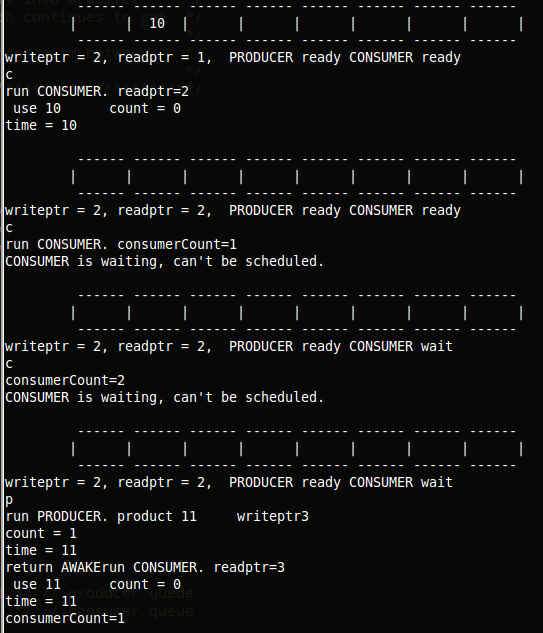 ------ ------ ------ ------ ------ ------ ------ ------
| | 10 | | | | | | |
------ ------ ------ ------ ------ ------ ------ ------
writeptr = 2, readptr = 1,  PRODUCER ready CONSUMER ready
c
run CONSUMER. readptr=2
 use 10      count = 0
time = 10
------ ------ ------ ------ ------ ------ ------ ------
| | | | | | | | |
------ ------ ------ ------ ------ ------ ------ ------
writeptr = 2, readptr = 2,  PRODUCER ready CONSUMER ready
c
run CONSUMER. consumerCount=1
CONSUMER is waiting, can't be scheduled.
------ ------ ------ ------ ------ ------ ------ ------
| | | | | | | | |
------ ------ ------ ------ ------ ------ ------ ------
writeptr = 2, readptr = 2,  PRODUCER ready CONSUMER wait
c
consumerCount=2
CONSUMER is waiting, can't be scheduled.
------ ------ ------ ------ ------ ------ ------ ------
| | | | | | | | |
------ ------ ------ ------ ------ ------ ------ ------
writeptr = 2, readptr = 2,  PRODUCER ready CONSUMER wait
p
run PRODUCER. product 11     writeptr3
count = 1
time = 11
return AWAKErun CONSUMER. readptr=3
 use 11      count = 0
time = 11
consumerCount=1